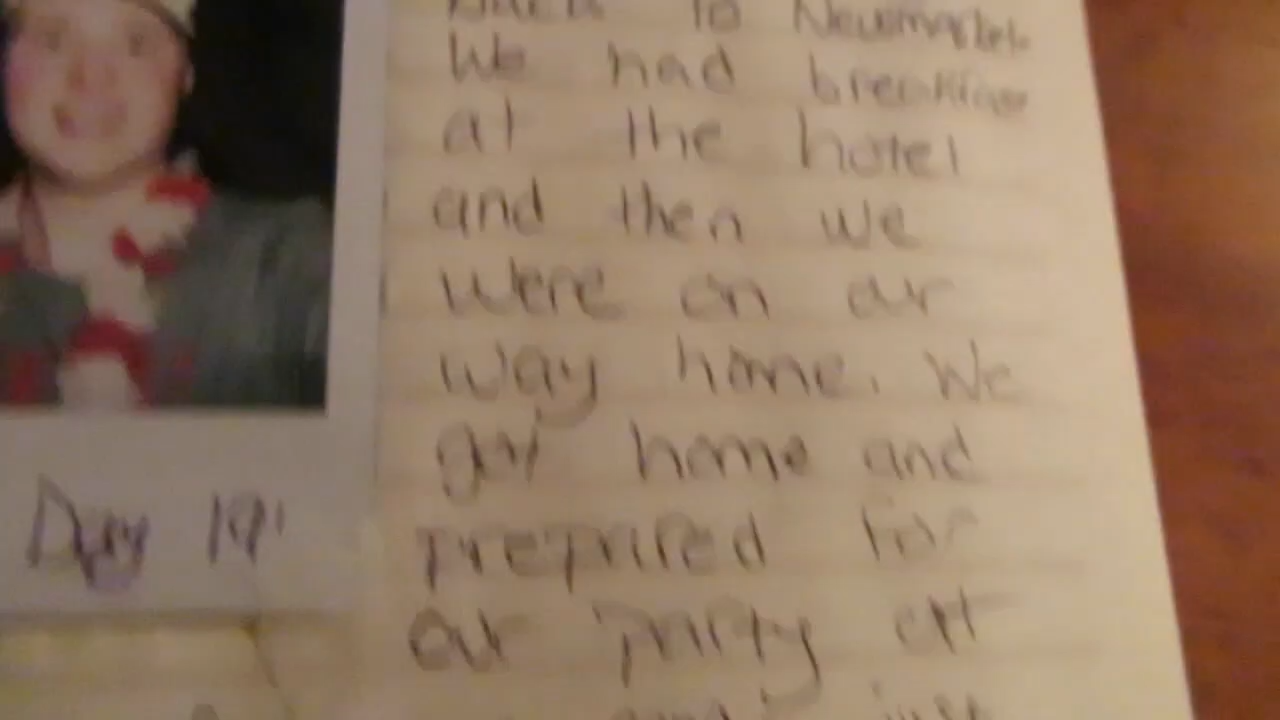 Back to Newmarket
We had breakfast
at the hotel
and then we
were on our
way home. We
got home and
prepared for
our party at
Day 191